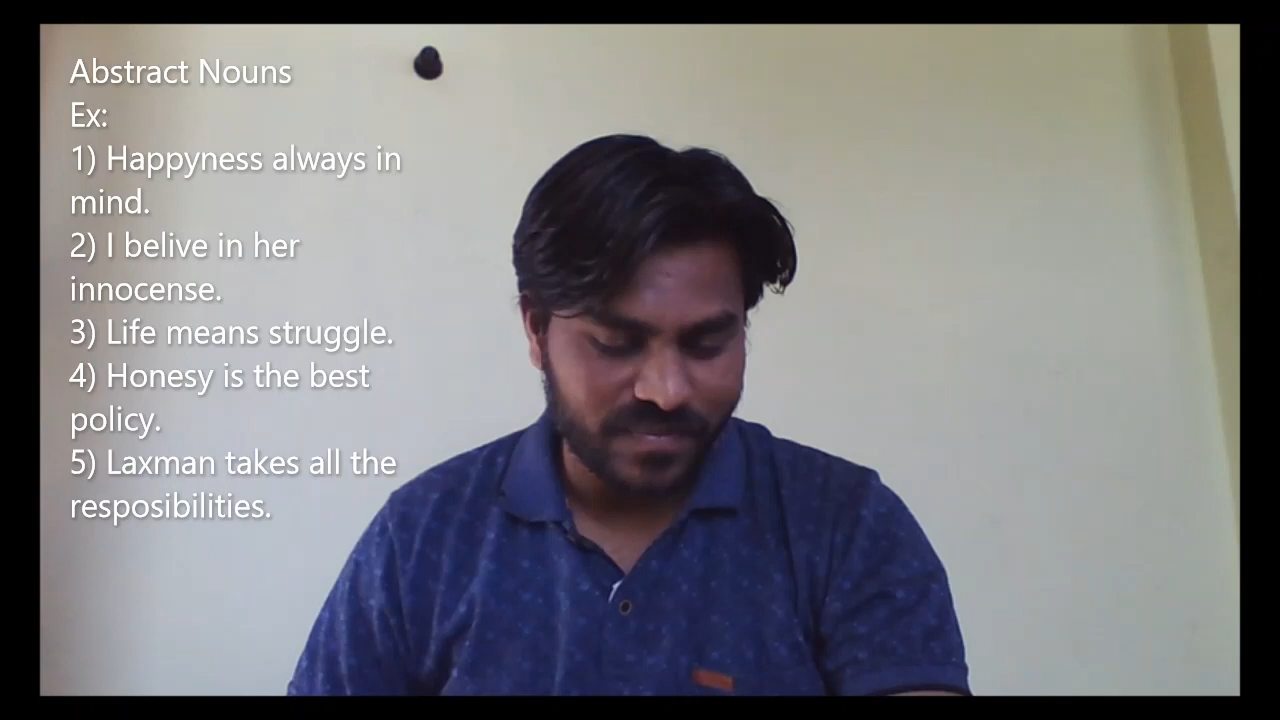 Abstract Nouns
Ex:
1) Happyness always in
mind.
2) I belive in her
innocense.
3) Life means struggle.
4) Honesy is the best
policy.
5) Laxman takes all the
resposibilities.